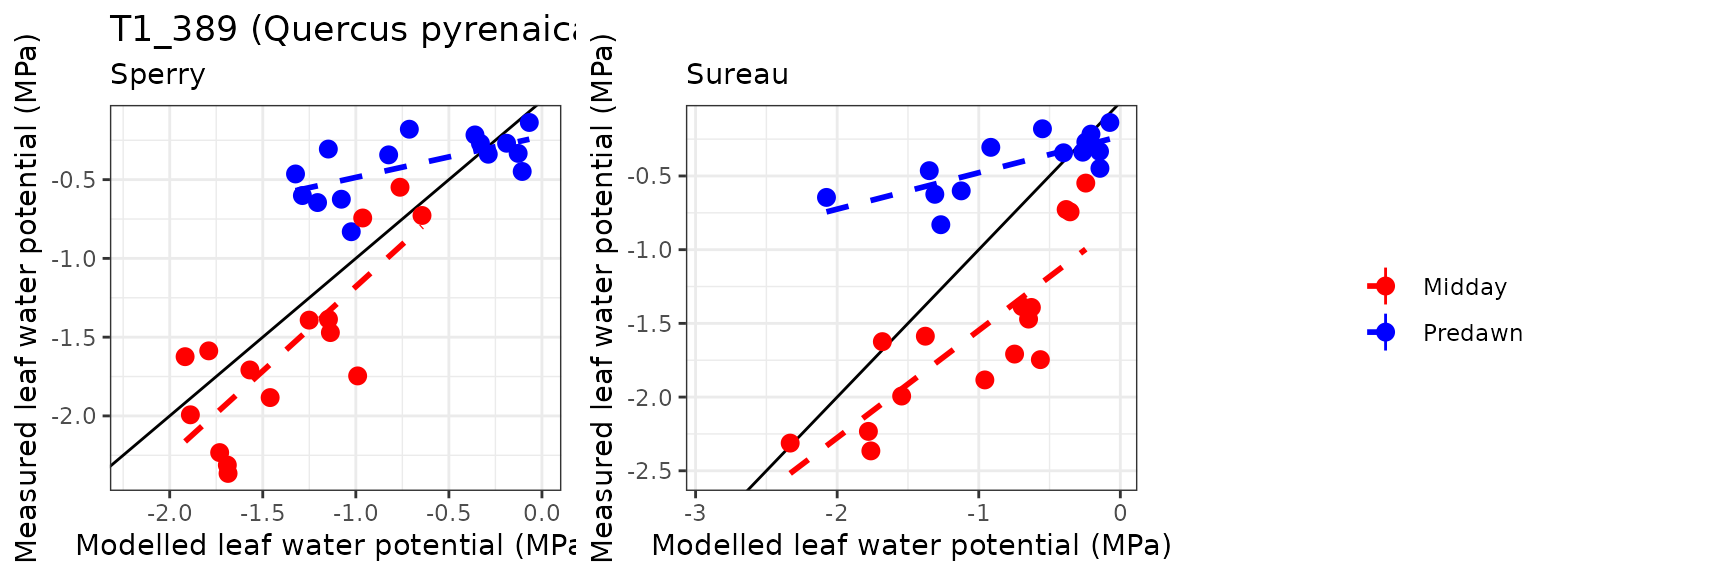 T1_389 (Quercus pyrenaica
Sperry
Measured leaf water potential (MPa)
-0.5
-1.0
-1.5
-2.0
-2.0 -1.5 -1.0 -0.5 0.0
Modelled leaf water potential (MPa
Sureau
Measured leaf water potential (MPa)
-0.5
-1.0
-1.5
-2.0
-2.5
-3 -2 -1 0
Modelled leaf water potential (MPa)
Midday
Predawn